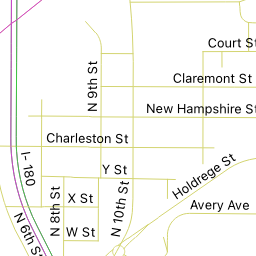 Court St
Claremont St
N 9th St
New Hampshire St
Charleston St
I- 180
Y St
Holdrege St
N 8th St
X St
N 10th St
Avery Ave
N 6th St
W St